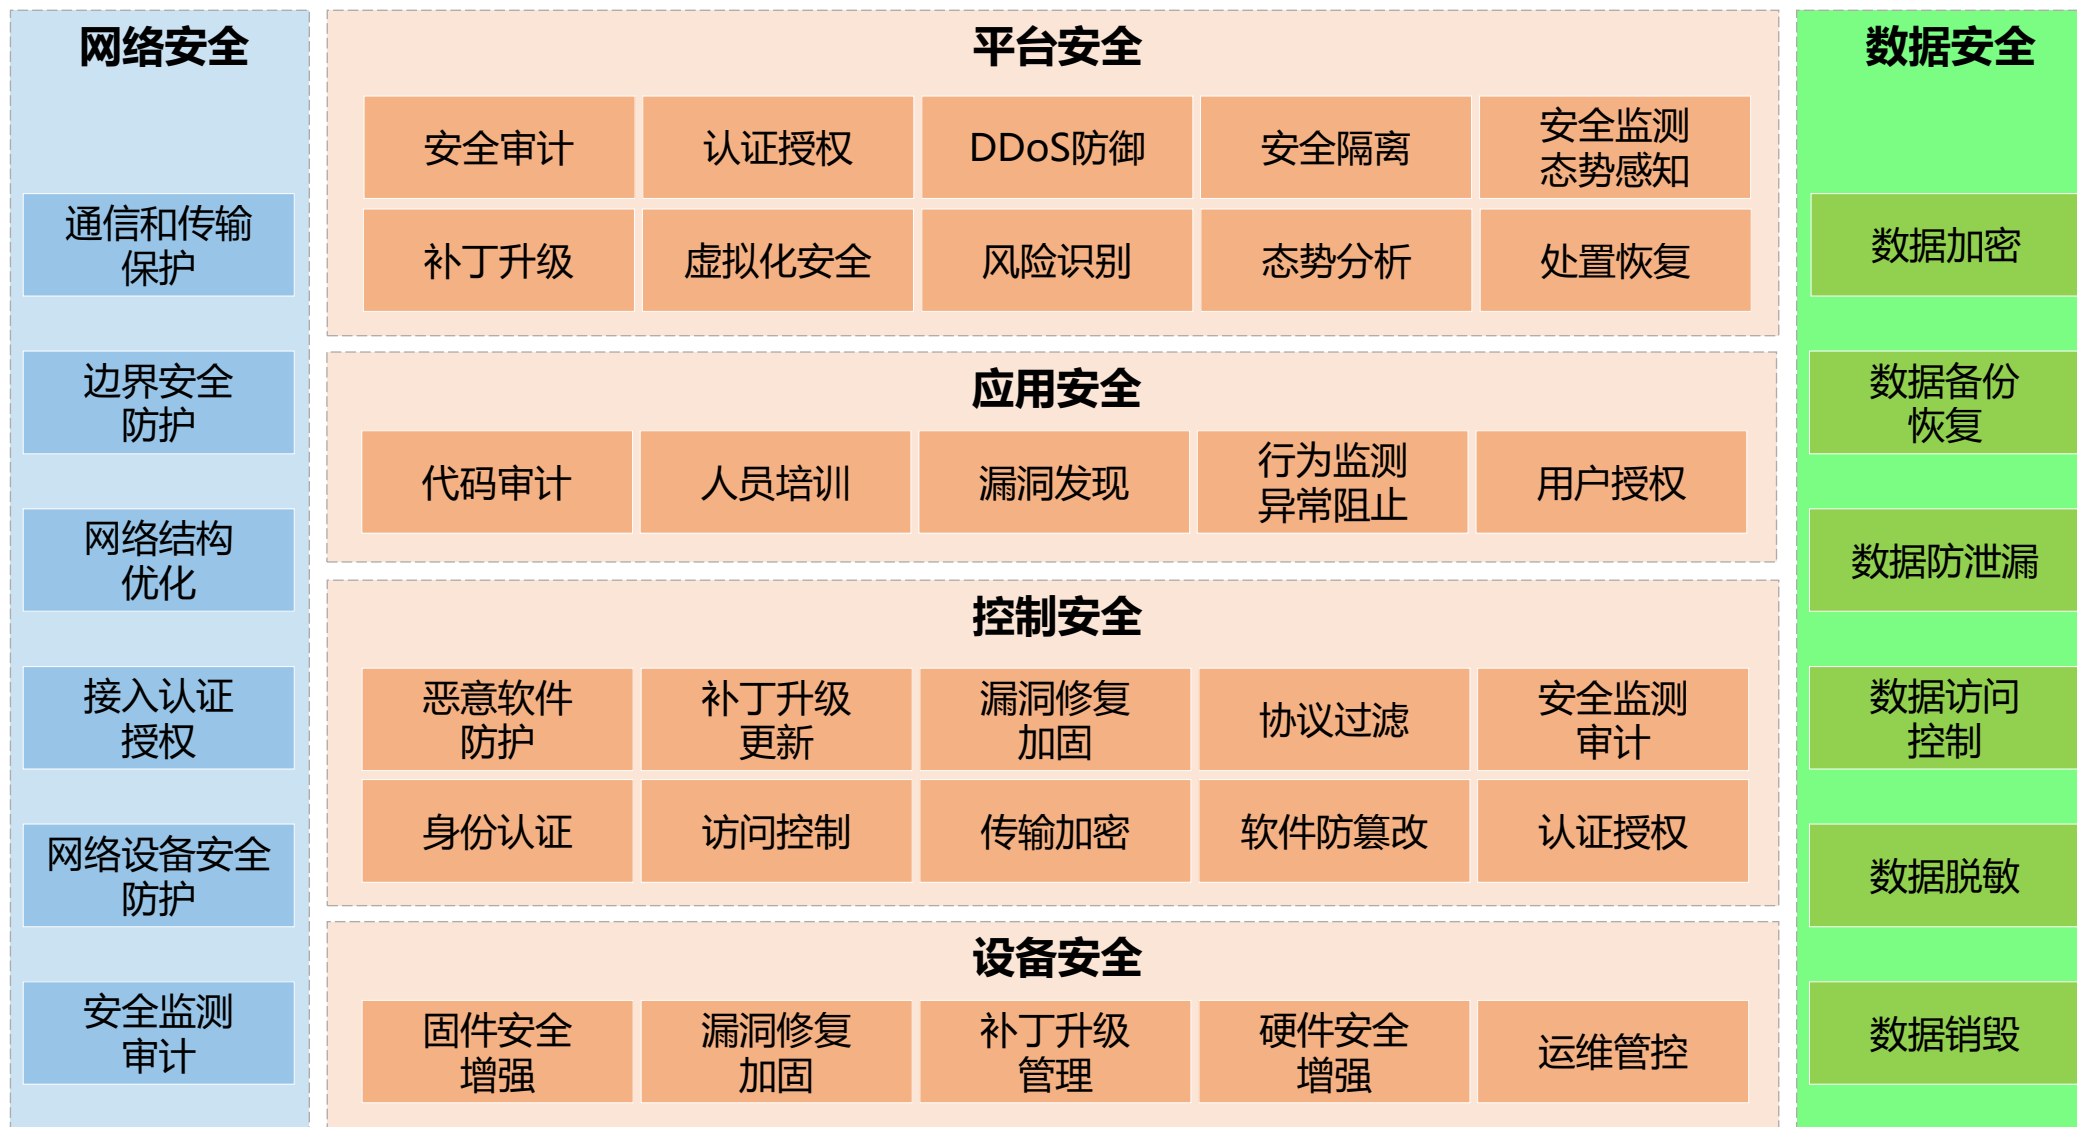 网络安全
通信和传输
保护
边界安全
防护
网络结构
优化
接入认证
授权
网络设备安全
防护
安全监测
审计
平台安全
安全审计
认证授权
DDoS防御
安全隔离
安全监测
态势感知
补丁升级
虚拟化安全
风险识别
态势分析
处置恢复
应用安全
代码审计
人员培训
漏洞发现
行为监测
异常阻止
用户授权
控制安全
恶意软件
防护
补丁升级
更新
漏洞修复
加固
协议过滤
安全监测
审计
身份认证
访问控制
传输加密
软件防篡改
认证授权
设备安全
固件安全
增强
漏洞修复
加固
补丁升级
管理
硬件安全
增强
运维管控
数据安全
数据加密
数据备份
恢复
数据防泄漏
数据访问
控制
数据脱敏
数据销毁